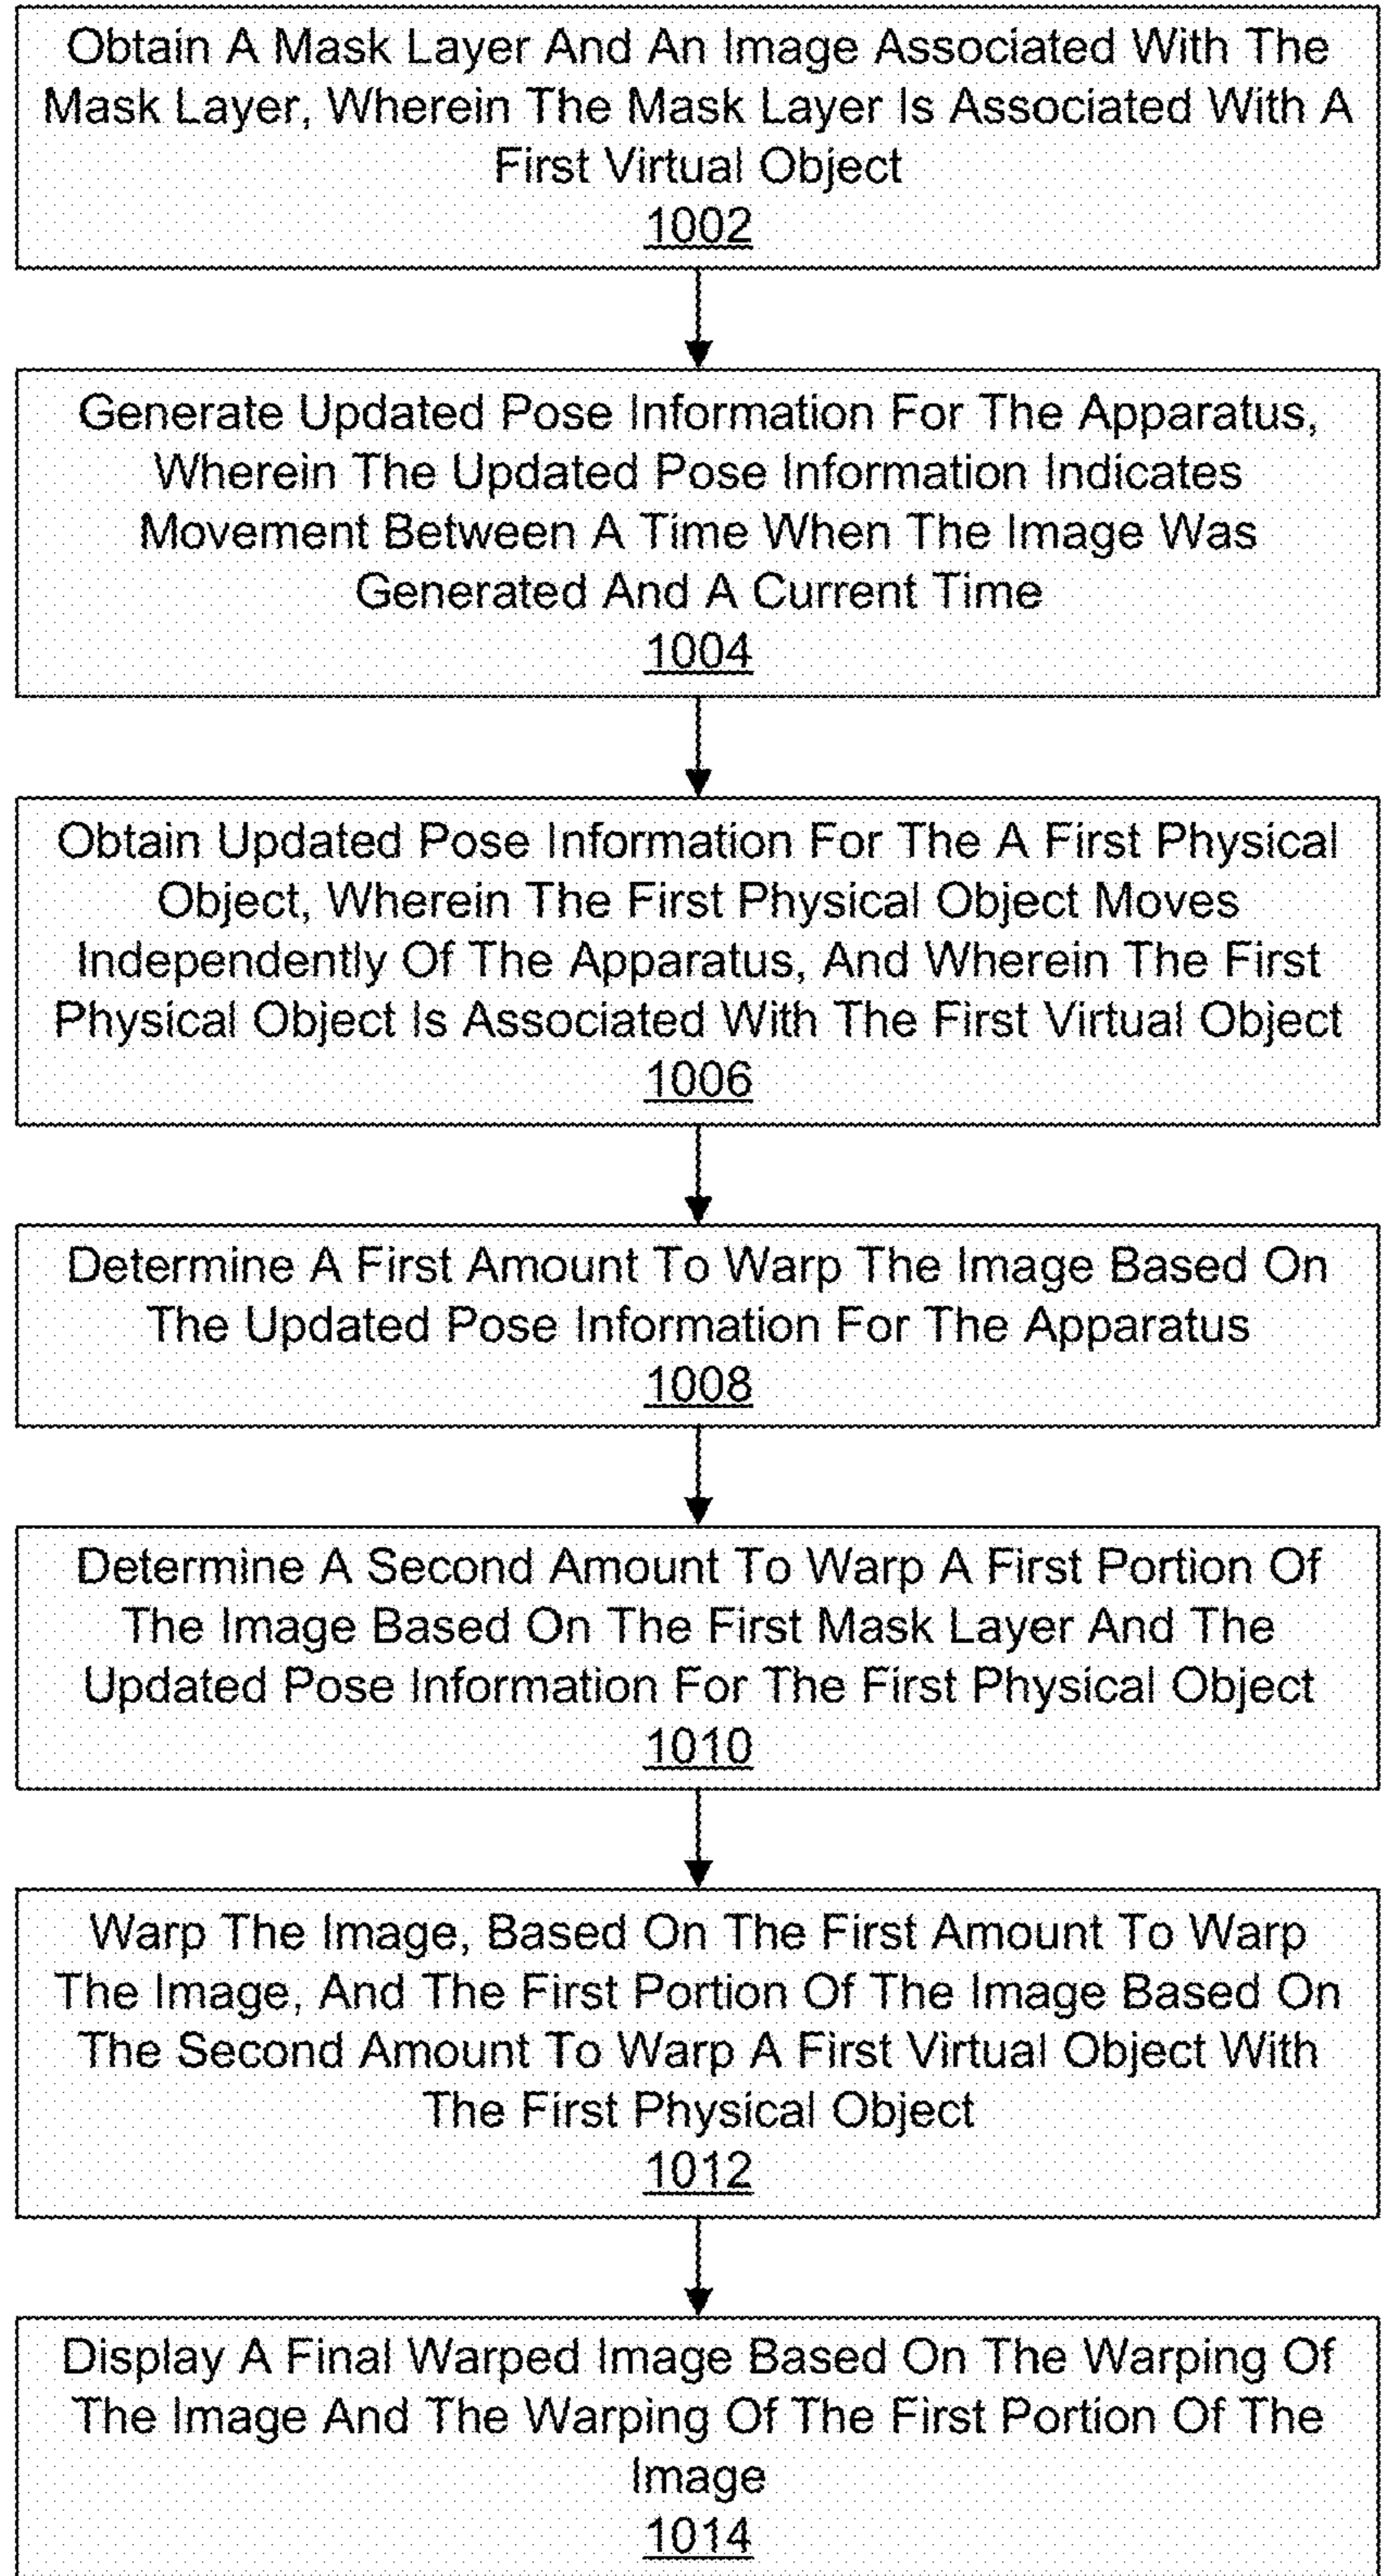 Obtain A Mask Layer And An Image Associated With The
Mask Layer, Wherein The Mask Layer Is Associated With A
First Virtual Object
1002
Generate Updated Pose Information For The Apparatus,
Wherein The Updated Pose Information Indicates
Movement Between A Time When The Image Was
Generated And A Current Time
1004
Obtain Updated Pose Information For The A First Physical
Object, Wherein The First Physical Object Moves
Independently Of The Apparatus, And Wherein The First
Physical Object Is Associated With The First Virtual Object
1006
Determine A First Amount To Warp The Image Based On
The Updated Pose Information For The Apparatus
1008
Determine A Second Amount To Warp A First Portion Of
The Image Based On The First Mask Layer And The
Updated Pose Information For The First Physical Object
1010
Warp The Image, Based On The First Amount To Warp
The Image, And The First Portion Of The Image Based On
The Second Amount To Warp A First Virtual Object With
The First Physical Object
1012
Display A Final Warped Image Based On The Warping Of
The Image And The Warping Of The First Portion Of The
Image
1014